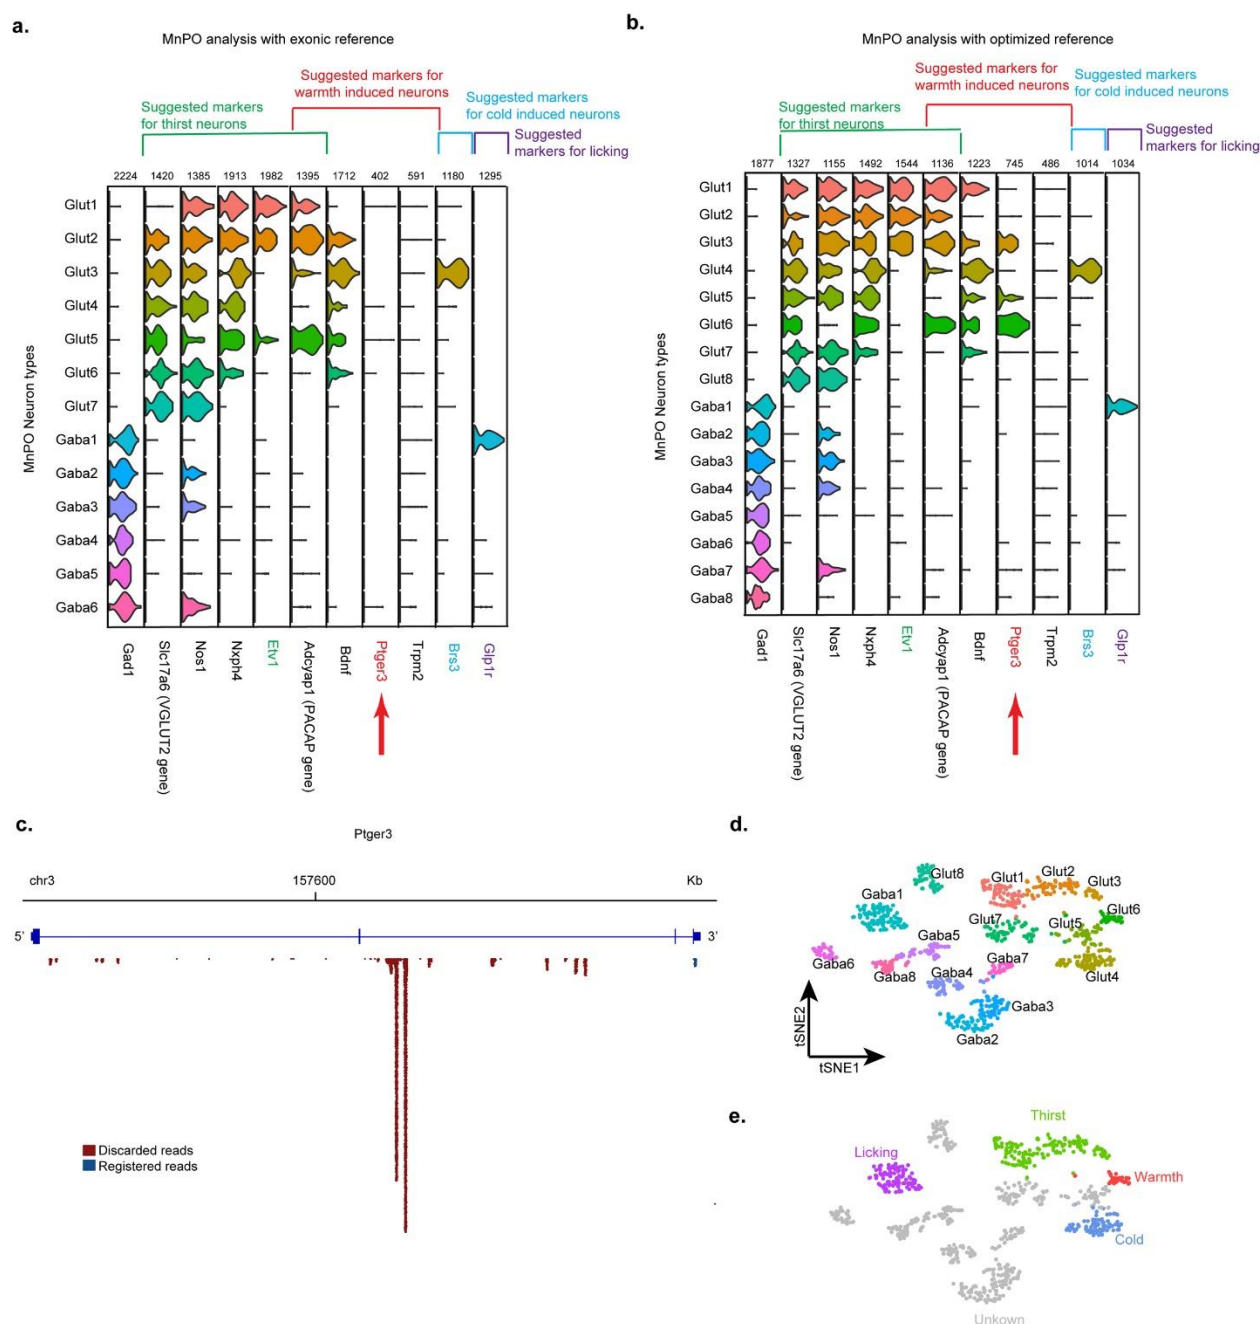 a.
MnPO analysis with exonic reference
Suggested markers for
warmth induced neurons
Suggested markers
for cold induced neurons
Suggested markers
for thirst neurons
Suggested
markers for licking
2224 1420 1385 1913 1982 1395 1712 402 591 1180 1295
MnPO Neuron types
Glut1
Glut2
Glut3
Glut4
Glut5
Glut6
Glut7
Gaba1
Gaba2
Gaba3
Gaba4
Gaba5
Gaba6
Gad1
Slc17a6 (VGLUT2 gene)
Nos1
Nxph4
Etv1
Adcyap1 (PACAP gene)
Bdnf
Ptger3
Trpm2
Brs3
Glp1r
b.
MnPO analysis with optimized reference
Suggested markers for
warmth induced neurons
Suggested markers
for cold induced neurons
Suggested markers
for thirst neurons
Suggested
markers for licking
1877 1327 1155 1492 1544 1136 1223 745 486 1014 1034
MnPO Neuron types
Glut1
Glut2
Glut3
Glut4
Glut5
Glut6
Glut7
Glut8
Gaba1
Gaba2
Gaba3
Gaba4
Gaba5
Gaba6
Gaba7
Gaba8
Gad1
Slc17a6 (VGLUT2 gene)
Nos1
Nxph4
Etv1
Adcyap1 (PACAP gene)
Bdnf
Ptger3
Trpm2
Brs3
Glp1r
c.
Ptger3
chr3 157600 Kb
5' 3'
Discarded reads
Registered reads
d.
Glut8
Glut1
Glut2
Glut3
Gaba1
Glut6
Glut7
Glut5
Gaba5
Gaba6
Gaba8
Gaba4
Gaba7
Glut4
Gaba3
Gaba2
tSNE2
tSNE1
e.
Thirst
Licking
Warmth
Cold
Unkown